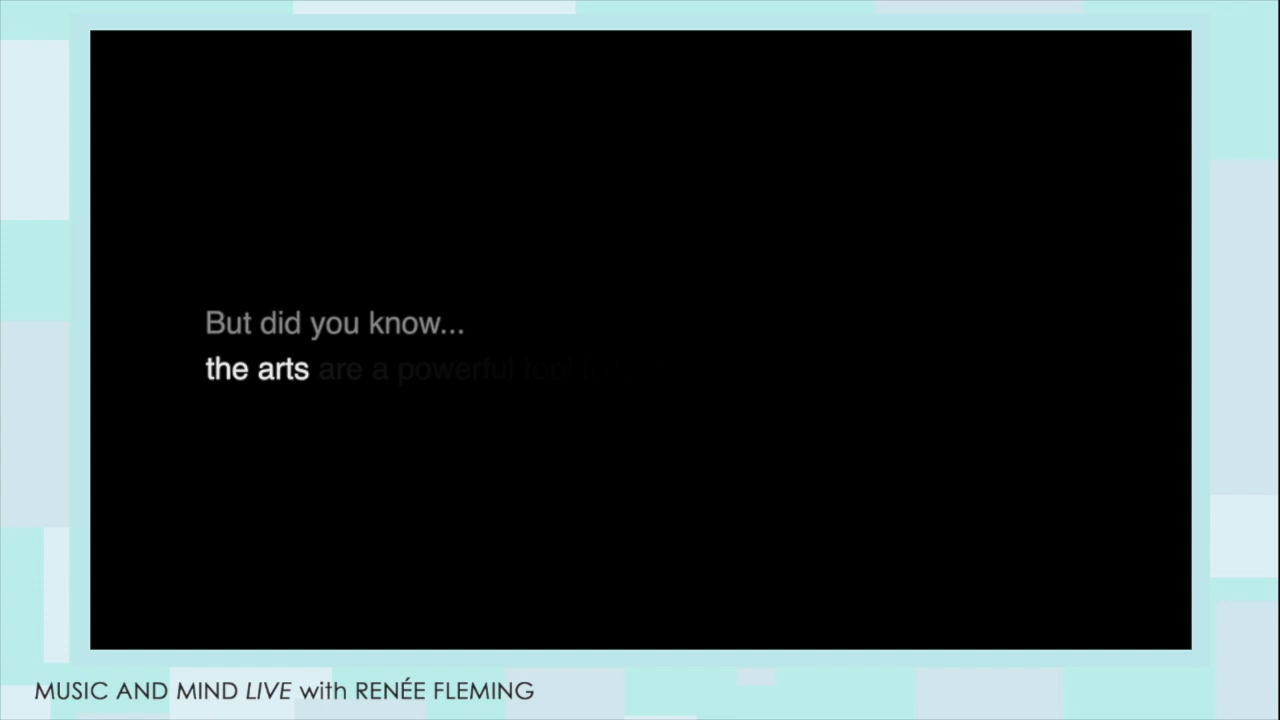 But did you know...
the arts are a powerful tool
MUSIC AND MIND LIVE with RENÉE FLEMING